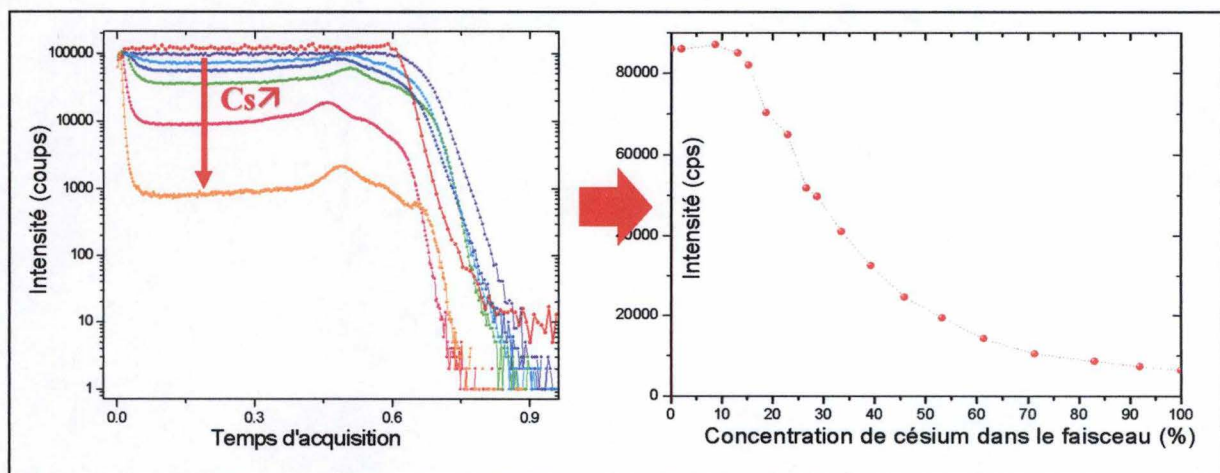 100000
10000
1000
100
10
1
Intensité (coups)
Cs↗
0.0 0.3 0.6 0.9
Temps d'acquisition
80000
60000
40000
20000
0
Intensité (cps)
0 10 20 30 40 50 60 70 80 90 100
Concentration de césium dans le faisceau (%)